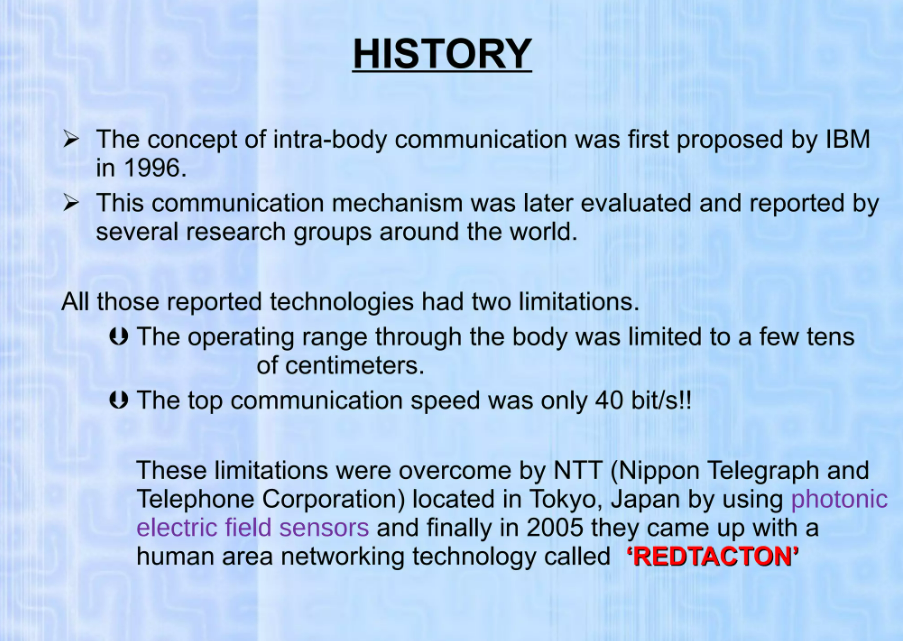 HISTORY
➢ The concept of intra-body communication was first proposed by IBM
in 1996.
➢ This communication mechanism was later evaluated and reported by
several research groups around the world.
All those reported technologies had two limitations.
The operating range through the body was limited to a few tens
of centimeters.
The top communication speed was only 40 bit/s!!
These limitations were overcome by NTT (Nippon Telegraph and
Telephone Corporation) located in Tokyo, Japan by using photonic
electric field sensors and finally in 2005 they came up with a
human area networking technology called ‘REDTACTON’